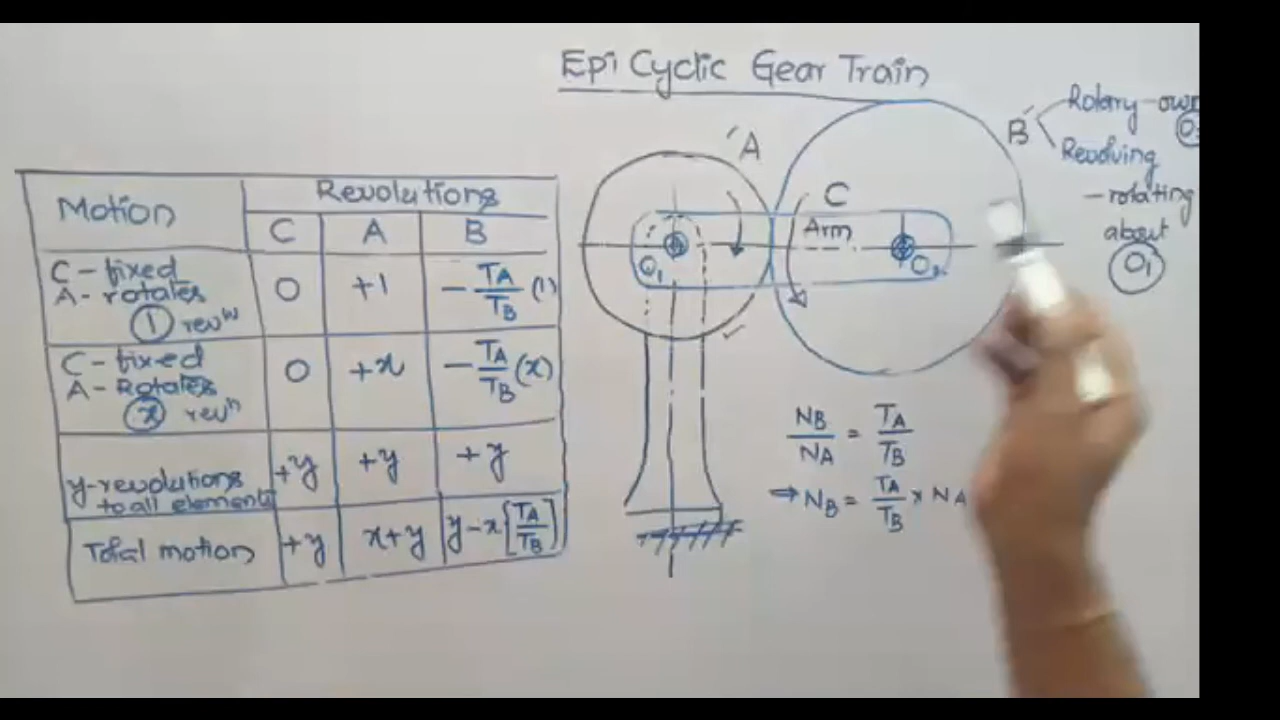 Epi Cyclic Gear Train
Motion
Revolutions
C
A
B
C - fixed
A - rotates
1 revⁿ
0
+1
- TA/TB (1)
C - fixed
A - Rotates
x revⁿ
0
+x
- TA/TB (x)
y-revolutions
to all elements
+y
+y
+y
Total motion
+y
x+y
y - x [TA/TB]
A
B
C
Arm
O1
Rotary - own
Revolving
- rotating
about
O1
NB/NA = TA/TB
⇒ NB = TA/TB × NA